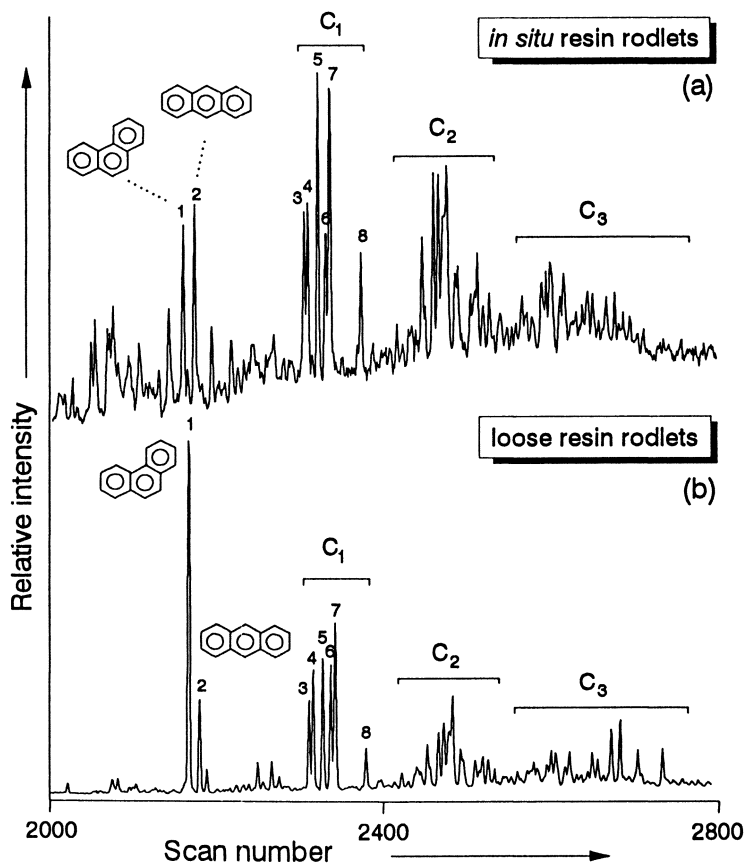 C₁
in situ resin rodlets
(a)
5
7
C₂
1
2
3
4
6
8
C₃
Relative intensity
1
loose resin rodlets
(b)
C₁
7
2
3
4
5
6
8
C₂
C₃
2000
2400
2800
Scan number